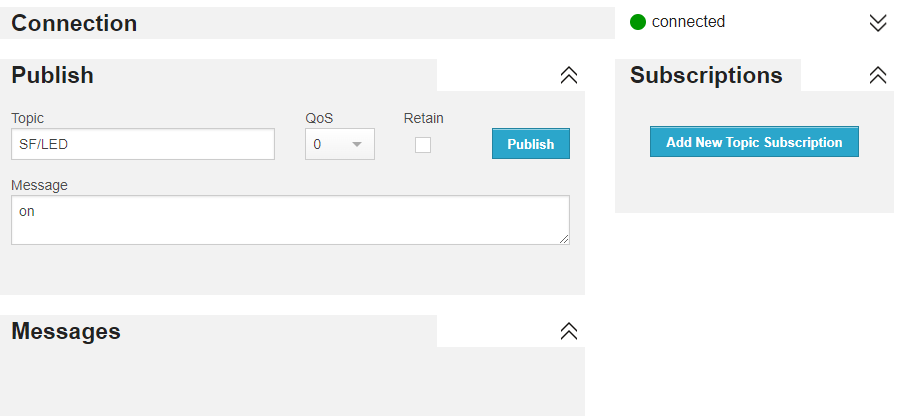 Connection
connected
Publish
Subscriptions
Topic
QoS
Retain
SF/LED
0
Publish
Add New Topic Subscription
Message
on
Messages